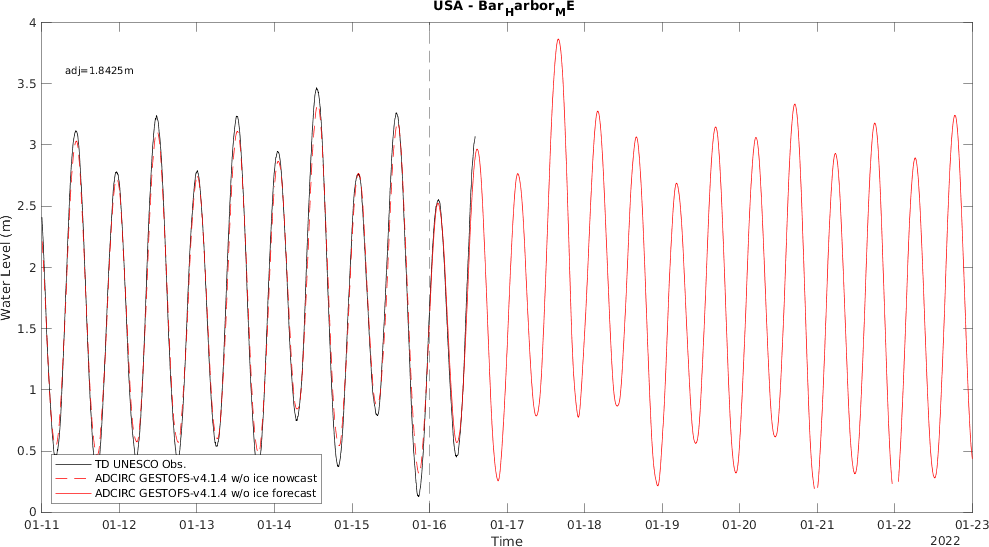 USA - Bar_Harbor_ME
4
adj=1.8425m
3.5
3
2.5
2
1.5
1
0.5
0
Water Level (m)
TD UNESCO Obs.
ADCIRC GESTOFS-v4.1.4 w/o ice nowcast
ADCIRC GESTOFS-v4.1.4 w/o ice forecast
01-11 01-12 01-13 01-14 01-15 01-16 01-17 01-18 01-19 01-20 01-21 01-22 01-23
Time
2022